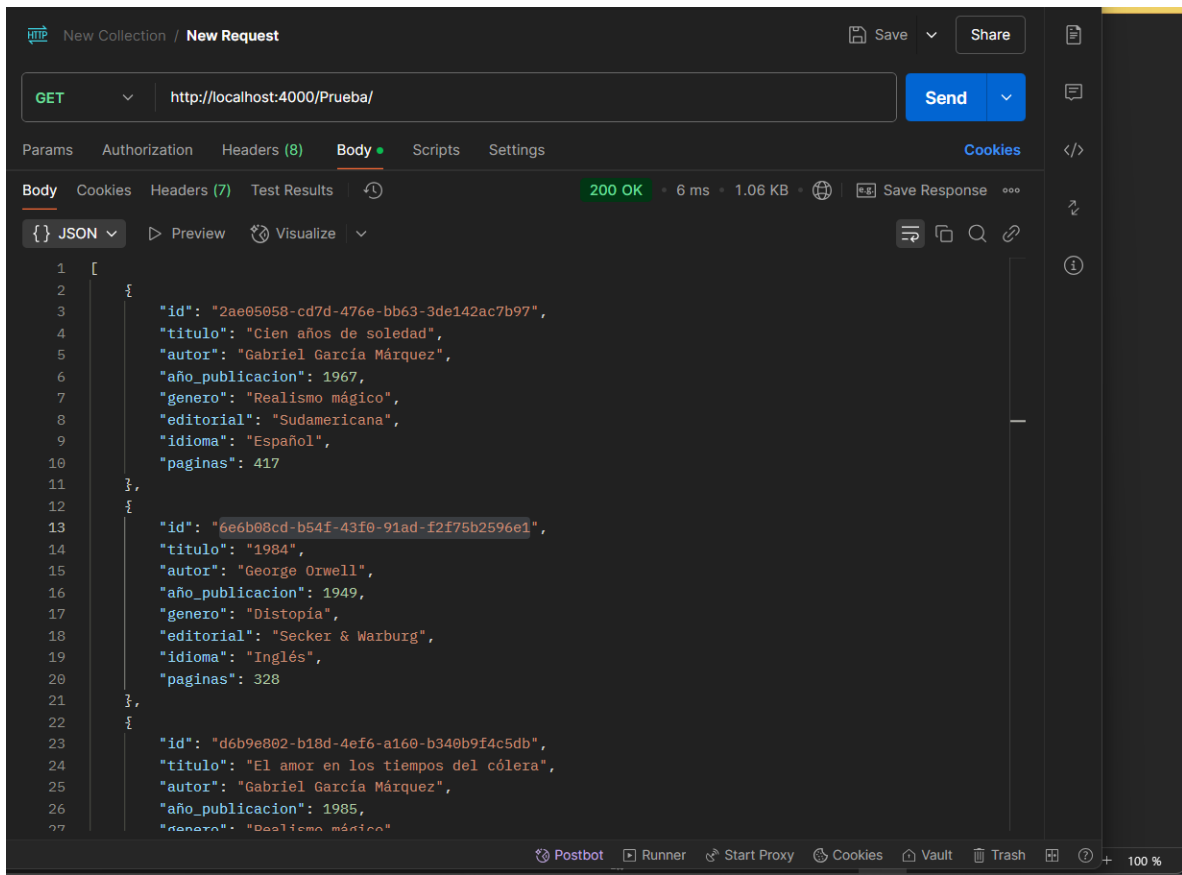 HTTP New Collection / New Request Save Share
GET http://localhost:4000/Prueba/ Send
Params Authorization Headers (8) Body Scripts Settings Cookies
Body Cookies Headers (7) Test Results 200 OK 6 ms 1.06 KB e.g. Save Response
{} JSON Preview Visualize
1 [
2 {
3 "id": "2ae05058-cd7d-476e-bb63-3de142ac7b97",
4 "titulo": "Cien años de soledad",
5 "autor": "Gabriel García Márquez",
6 "año_publicacion": 1967,
7 "genero": "Realismo mágico",
8 "editorial": "Sudamericana",
9 "idioma": "Español",
10 "paginas": 417
11 },
12 {
13 "id": "6e6b08cd-b54f-43f0-91ad-f2f75b2596e1",
14 "titulo": "1984",
15 "autor": "George Orwell",
16 "año_publicacion": 1949,
17 "genero": "Distopía",
18 "editorial": "Secker & Warburg",
19 "idioma": "Inglés",
20 "paginas": 328
21 },
22 {
23 "id": "d6b9e802-b18d-4ef6-a160-b340b9f4c5db",
24 "titulo": "El amor en los tiempos del cólera",
25 "autor": "Gabriel García Márquez",
26 "año_publicacion": 1985,
27 "genero": "Realismo mágico"
Postbot Runner Start Proxy Cookies Vault Trash + 100 %